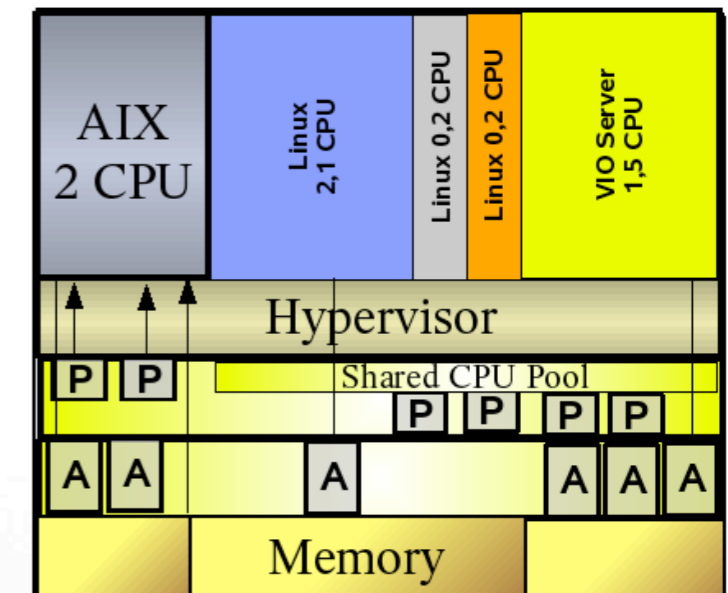 AIX
2 CPU
Linux
2,1 CPU
Linux 0,2 CPU
Linux 0,2 CPU
VIO Server
1,5 CPU
Hypervisor
P
P
Shared CPU Pool
P
P
P
P
A
A
A
A
A
A
Memory